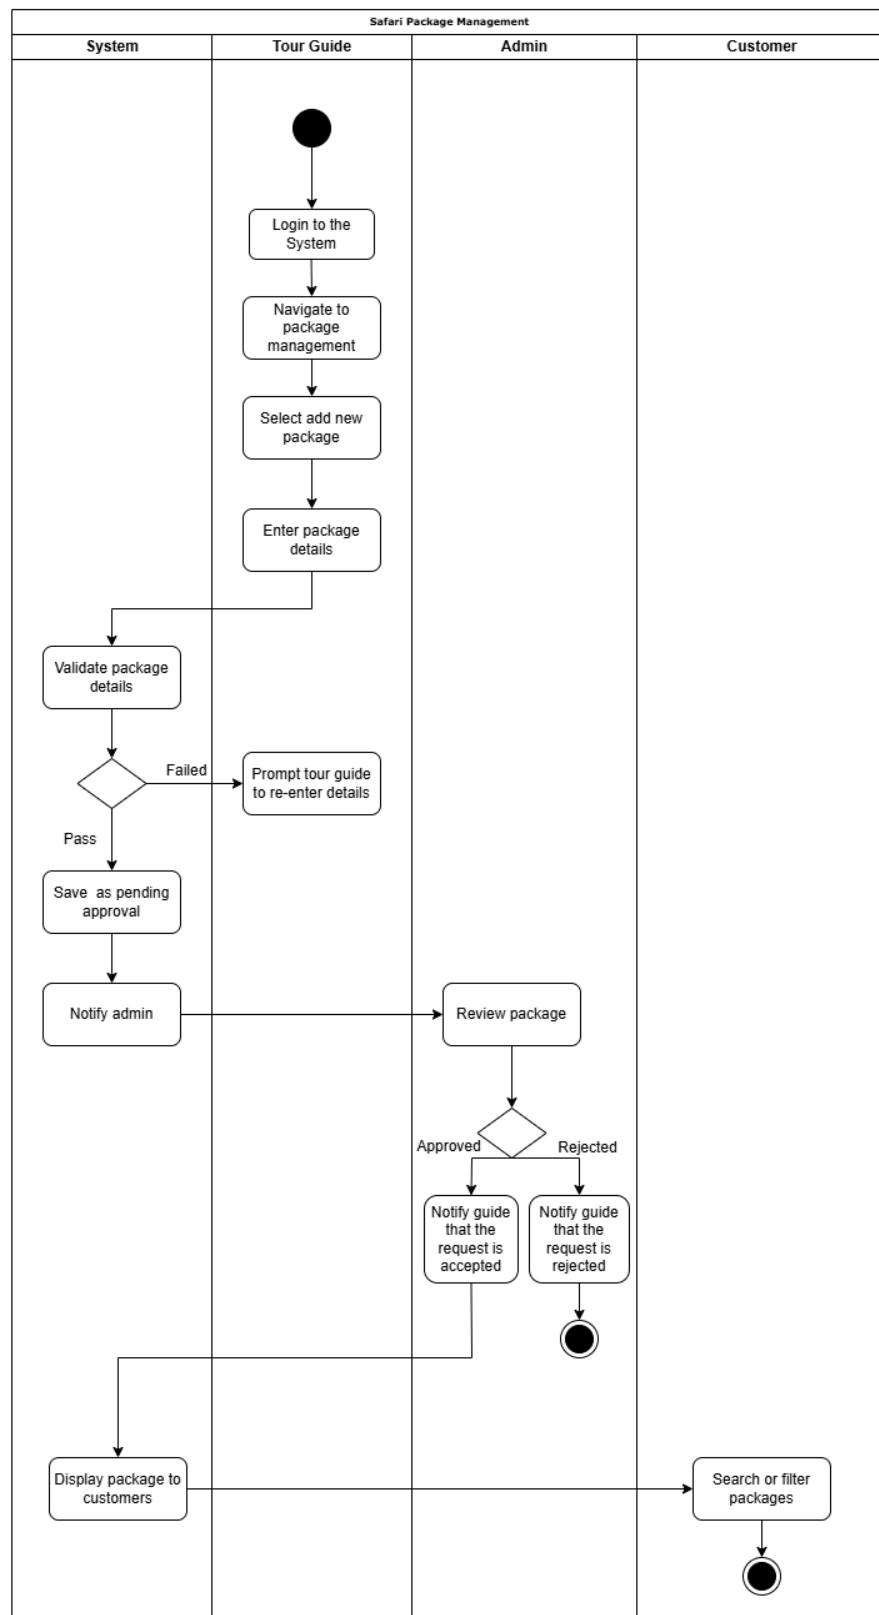 Safari Package Management
System
Tour Guide
Admin
Customer
Login to the
System
Navigate to
package
management
Select add new
package
Enter package
details
Validate package
details
Failed
Prompt tour guide
to re-enter details
Pass
Save  as pending
approval
Notify admin
Review package
Approved
Rejected
Notify guide
that the
request is
accepted
Notify guide
that the
request is
rejected
Display package to
customers
Search or filter
packages